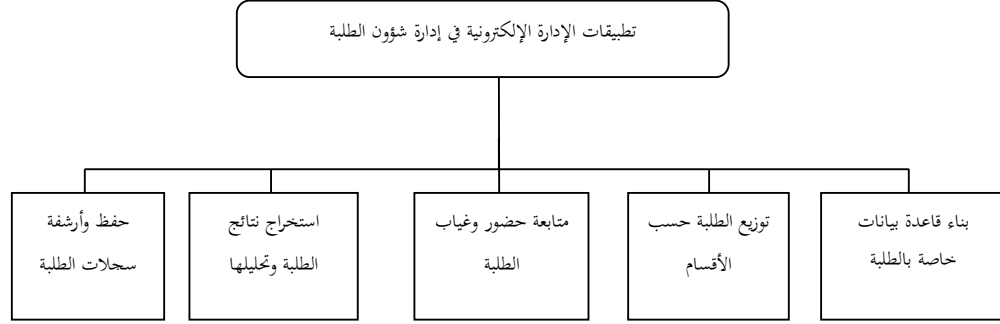 تطبيقات الإدارة الإلكترونية في إدارة شؤون الطلبة
بناء قاعدة بيانات
خاصة بالطلبة
توزيع الطلبة حسب
الأقسام
متابعة حضور وغياب
الطلبة
استخراج نتائج
الطلبة وتحليلها
حفظ وأرشفة
سجلات الطلبة